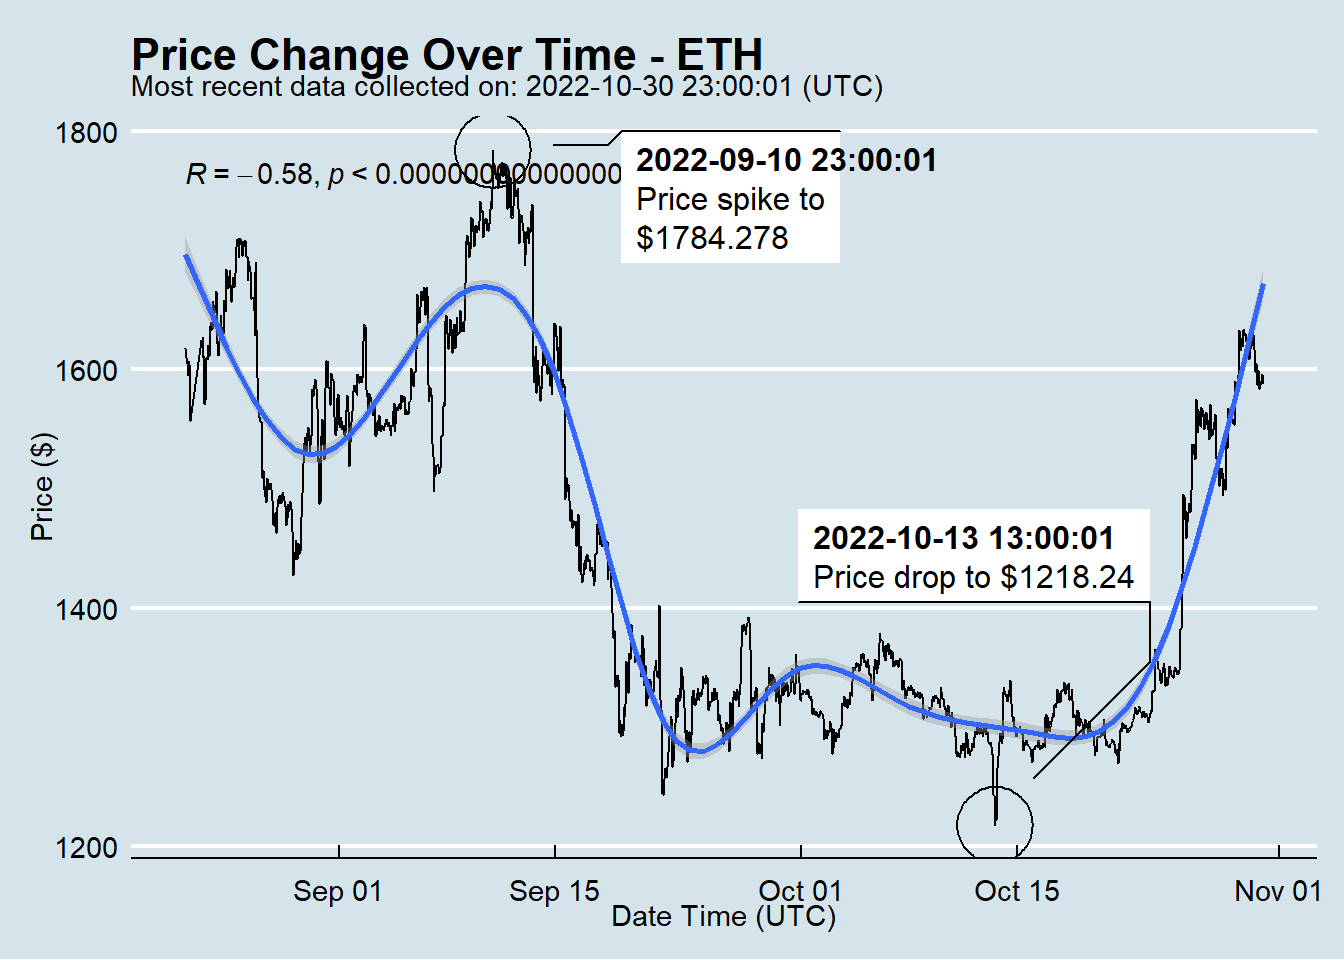 Price Change Over Time - ETH
Most recent data collected on: 2022-10-30 23:00:01 (UTC)
1800
R = −0.58, p <
2022-09-10 23:00:01
Price spike to
$1784.278
1600
Price ($)
2022-10-13 13:00:01
Price drop to $1218.24
1400
1200
Sep 01
Sep 15
Oct 01
Oct 15
Nov 01
Date Time (UTC)